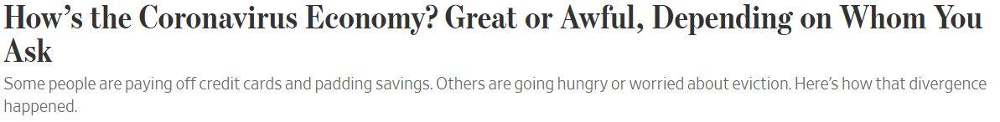 How’s the Coronavirus Economy? Great or Awful, Depending on Whom You
Ask
Some people are paying off credit cards and padding savings. Others are going hungry or worried about eviction. Here’s how that divergence
happened.